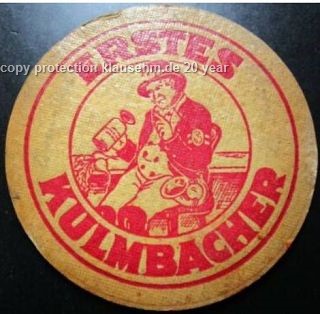 copy protection klausehm.de 20 year
ERSTES
KULMBACHER